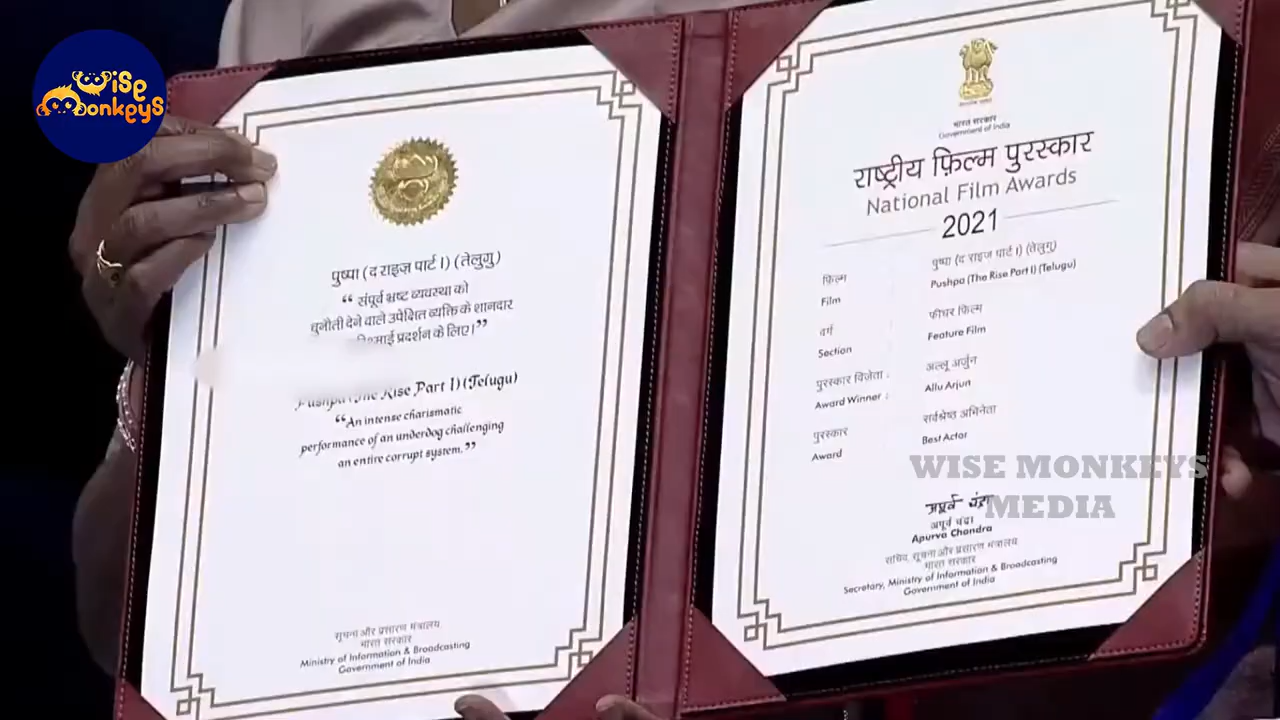 Wise
Monkeys
पुष्पा (द राइज़ पार्ट I) (तेलुगु)
“ संपूर्व भ्रष्ट व्यवस्था को
चुनौती देने वाले उपेक्षित व्यक्ति के शानदार
प्रदर्शन के लिए।”
Rise Part I) (Telugu)
“An intense charismatic
performance of an underdog challenging
an entire corrupt system.”
सूचना और प्रसारण मंत्रालय
भारत सरकार
Ministry of Information & Broadcasting
Government of India
भारत सरकार
Government of India
राष्ट्रीय फ़िल्म पुरस्कार
National Film Awards
2021
फ़िल्म पुष्पा (द राइज पार्ट I) (तेलुगु)
Film Pushpa (The Rise Part I) (Telugu)
वर्ग फीचर फ़िल्म
Section Feature Film
पुरस्कार विजेता : अल्लू अर्जुन
Award Winner : Allu Arjun
पुरस्कार सर्वश्रेष्ठ अभिनेता
Award Best Actor
WISE MONKEYS
MEDIA
अपूर्व चंद्रा
अपूर्व चंद्रा
Apurva Chandra
सचिव, सूचना और प्रसारण मंत्रालय
भारत सरकार
Secretary, Ministry of Information & Broadcasting
Government of India